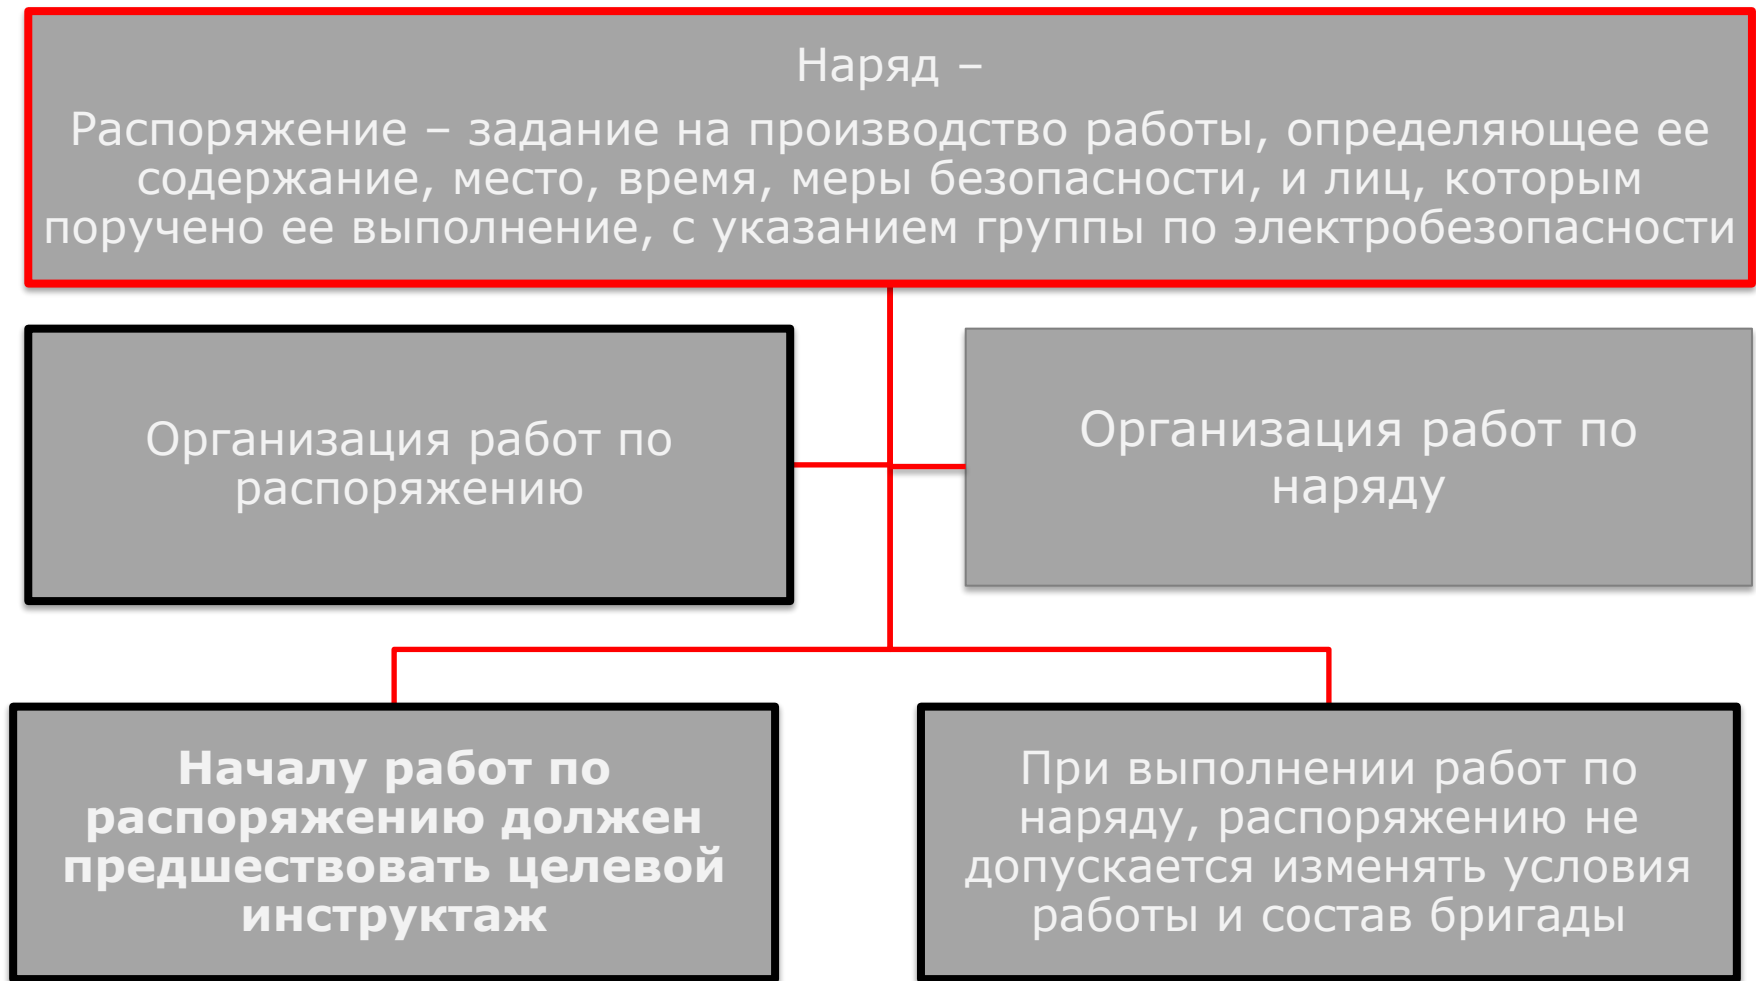 Наряд –
Распоряжение – задание на производство работы, определяющее ее
содержание, место, время, меры безопасности, и лиц, которым
поручено ее выполнение, с указанием группы по электробезопасности
Организация работ по
распоряжению
Организация работ по
наряду
Началу работ по
распоряжению должен
предшествовать целевой
инструктаж
При выполнении работ по
наряду, распоряжению не
допускается изменять условия
работы и состав бригады